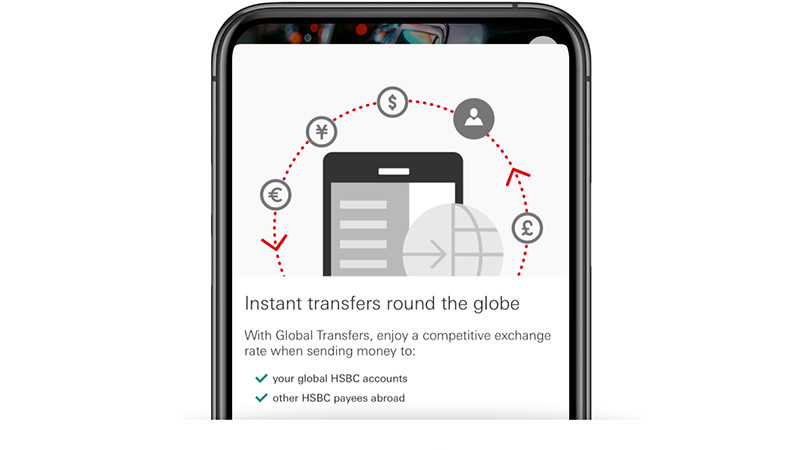 $
¥
€
£
Instant transfers round the globe
With Global Transfers, enjoy a competitive exchange
rate when sending money to:
your global HSBC accounts
other HSBC payees abroad